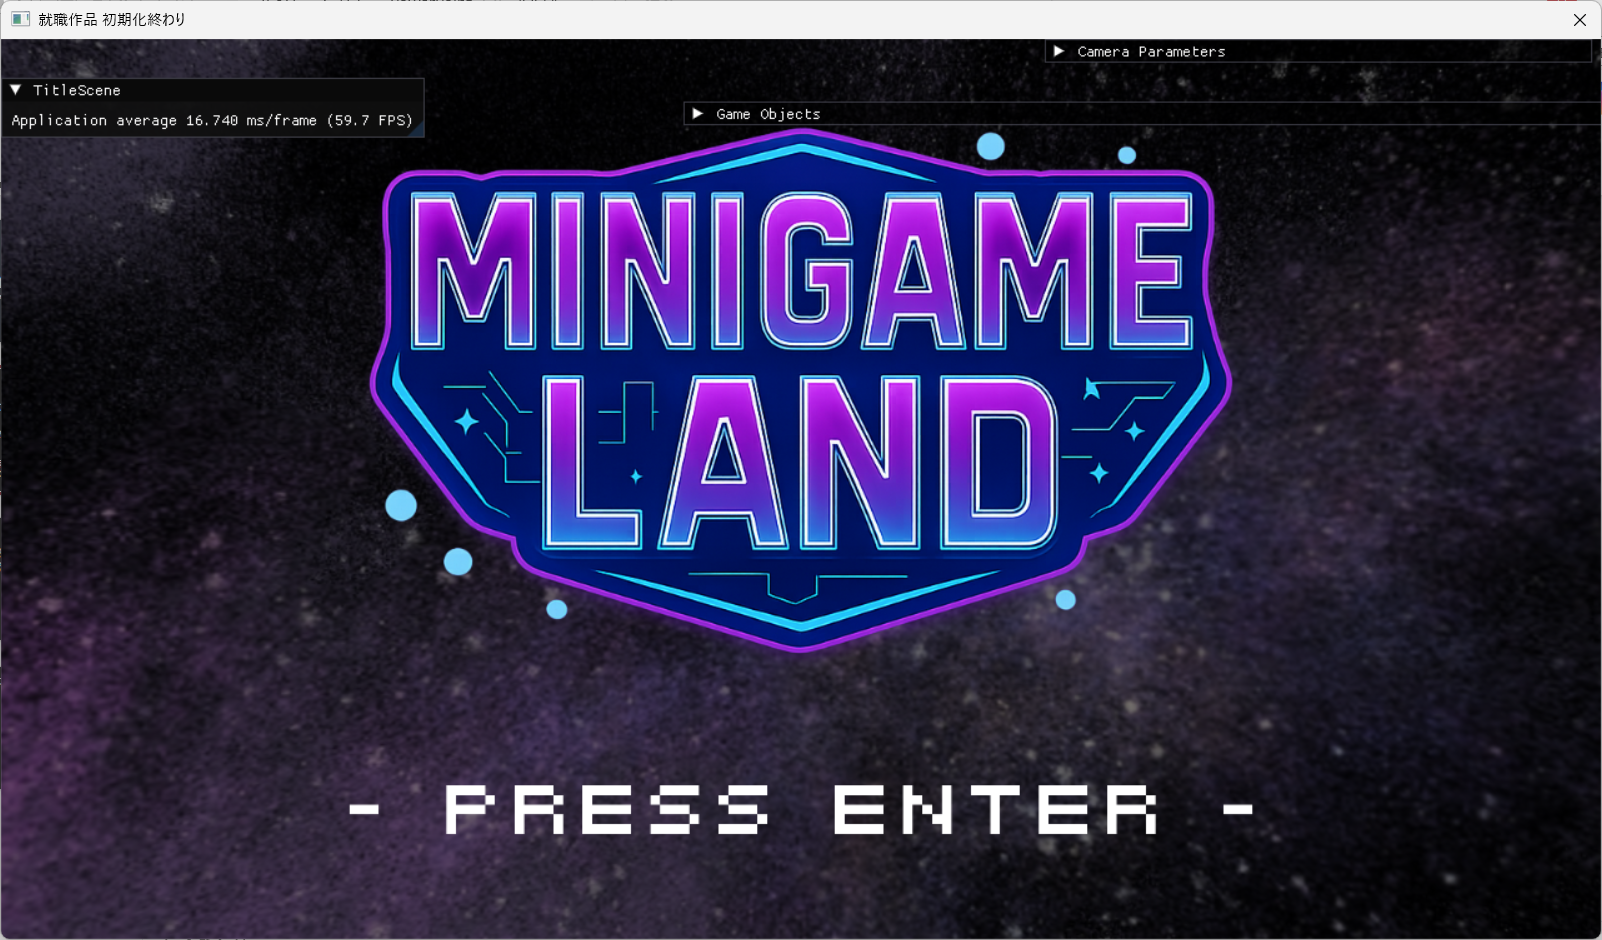 就職作品 初期化終わり
Camera Parameters
TitleScene
Application average 16.740 ms/frame (59.7 FPS)
Game Objects
MINIGAME
LAND
- PRESS ENTER -